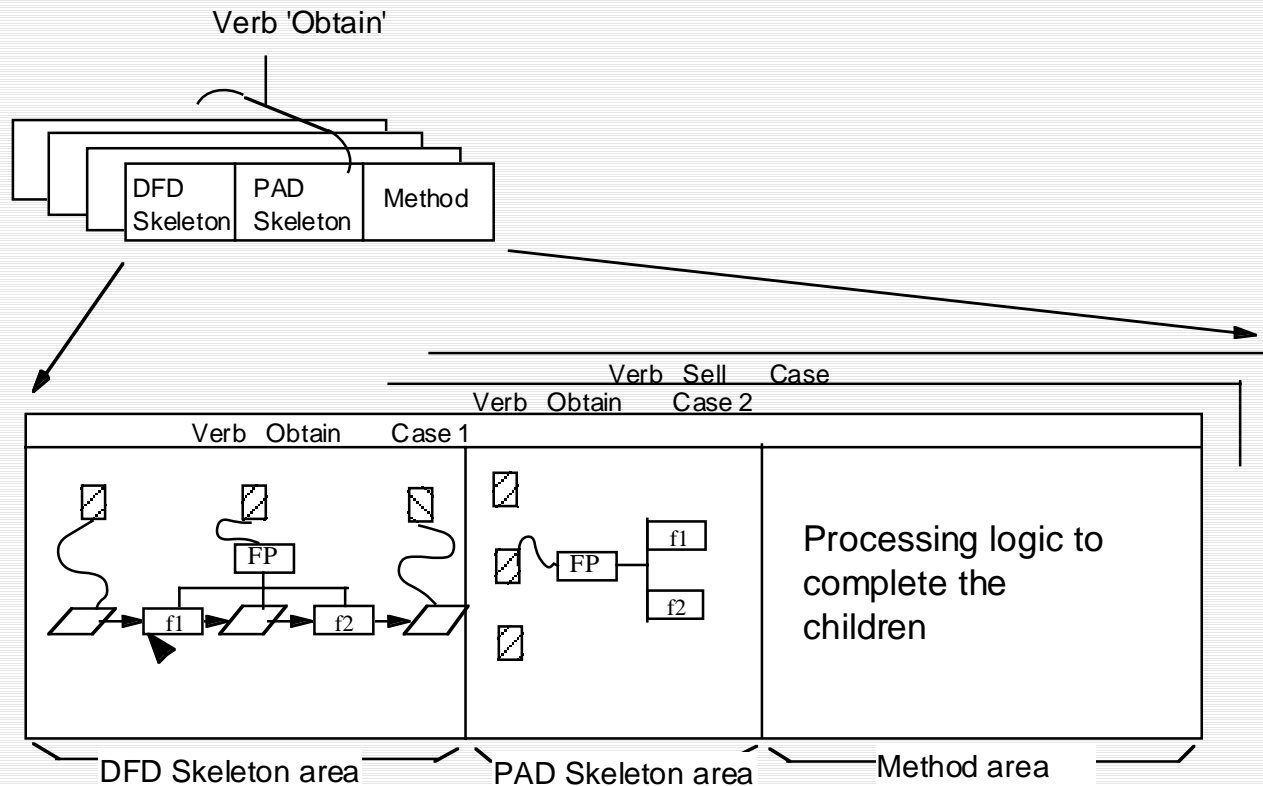 Verb 'Obtain'
DFD
Skeleton
PAD
Skeleton
Method
Verb Sell Case
Verb Obtain Case 2
Verb Obtain Case 1
FP
f1
f2
FP
f1
f2
Processing logic to
complete the
children
DFD Skeleton area
PAD Skeleton area
Method area